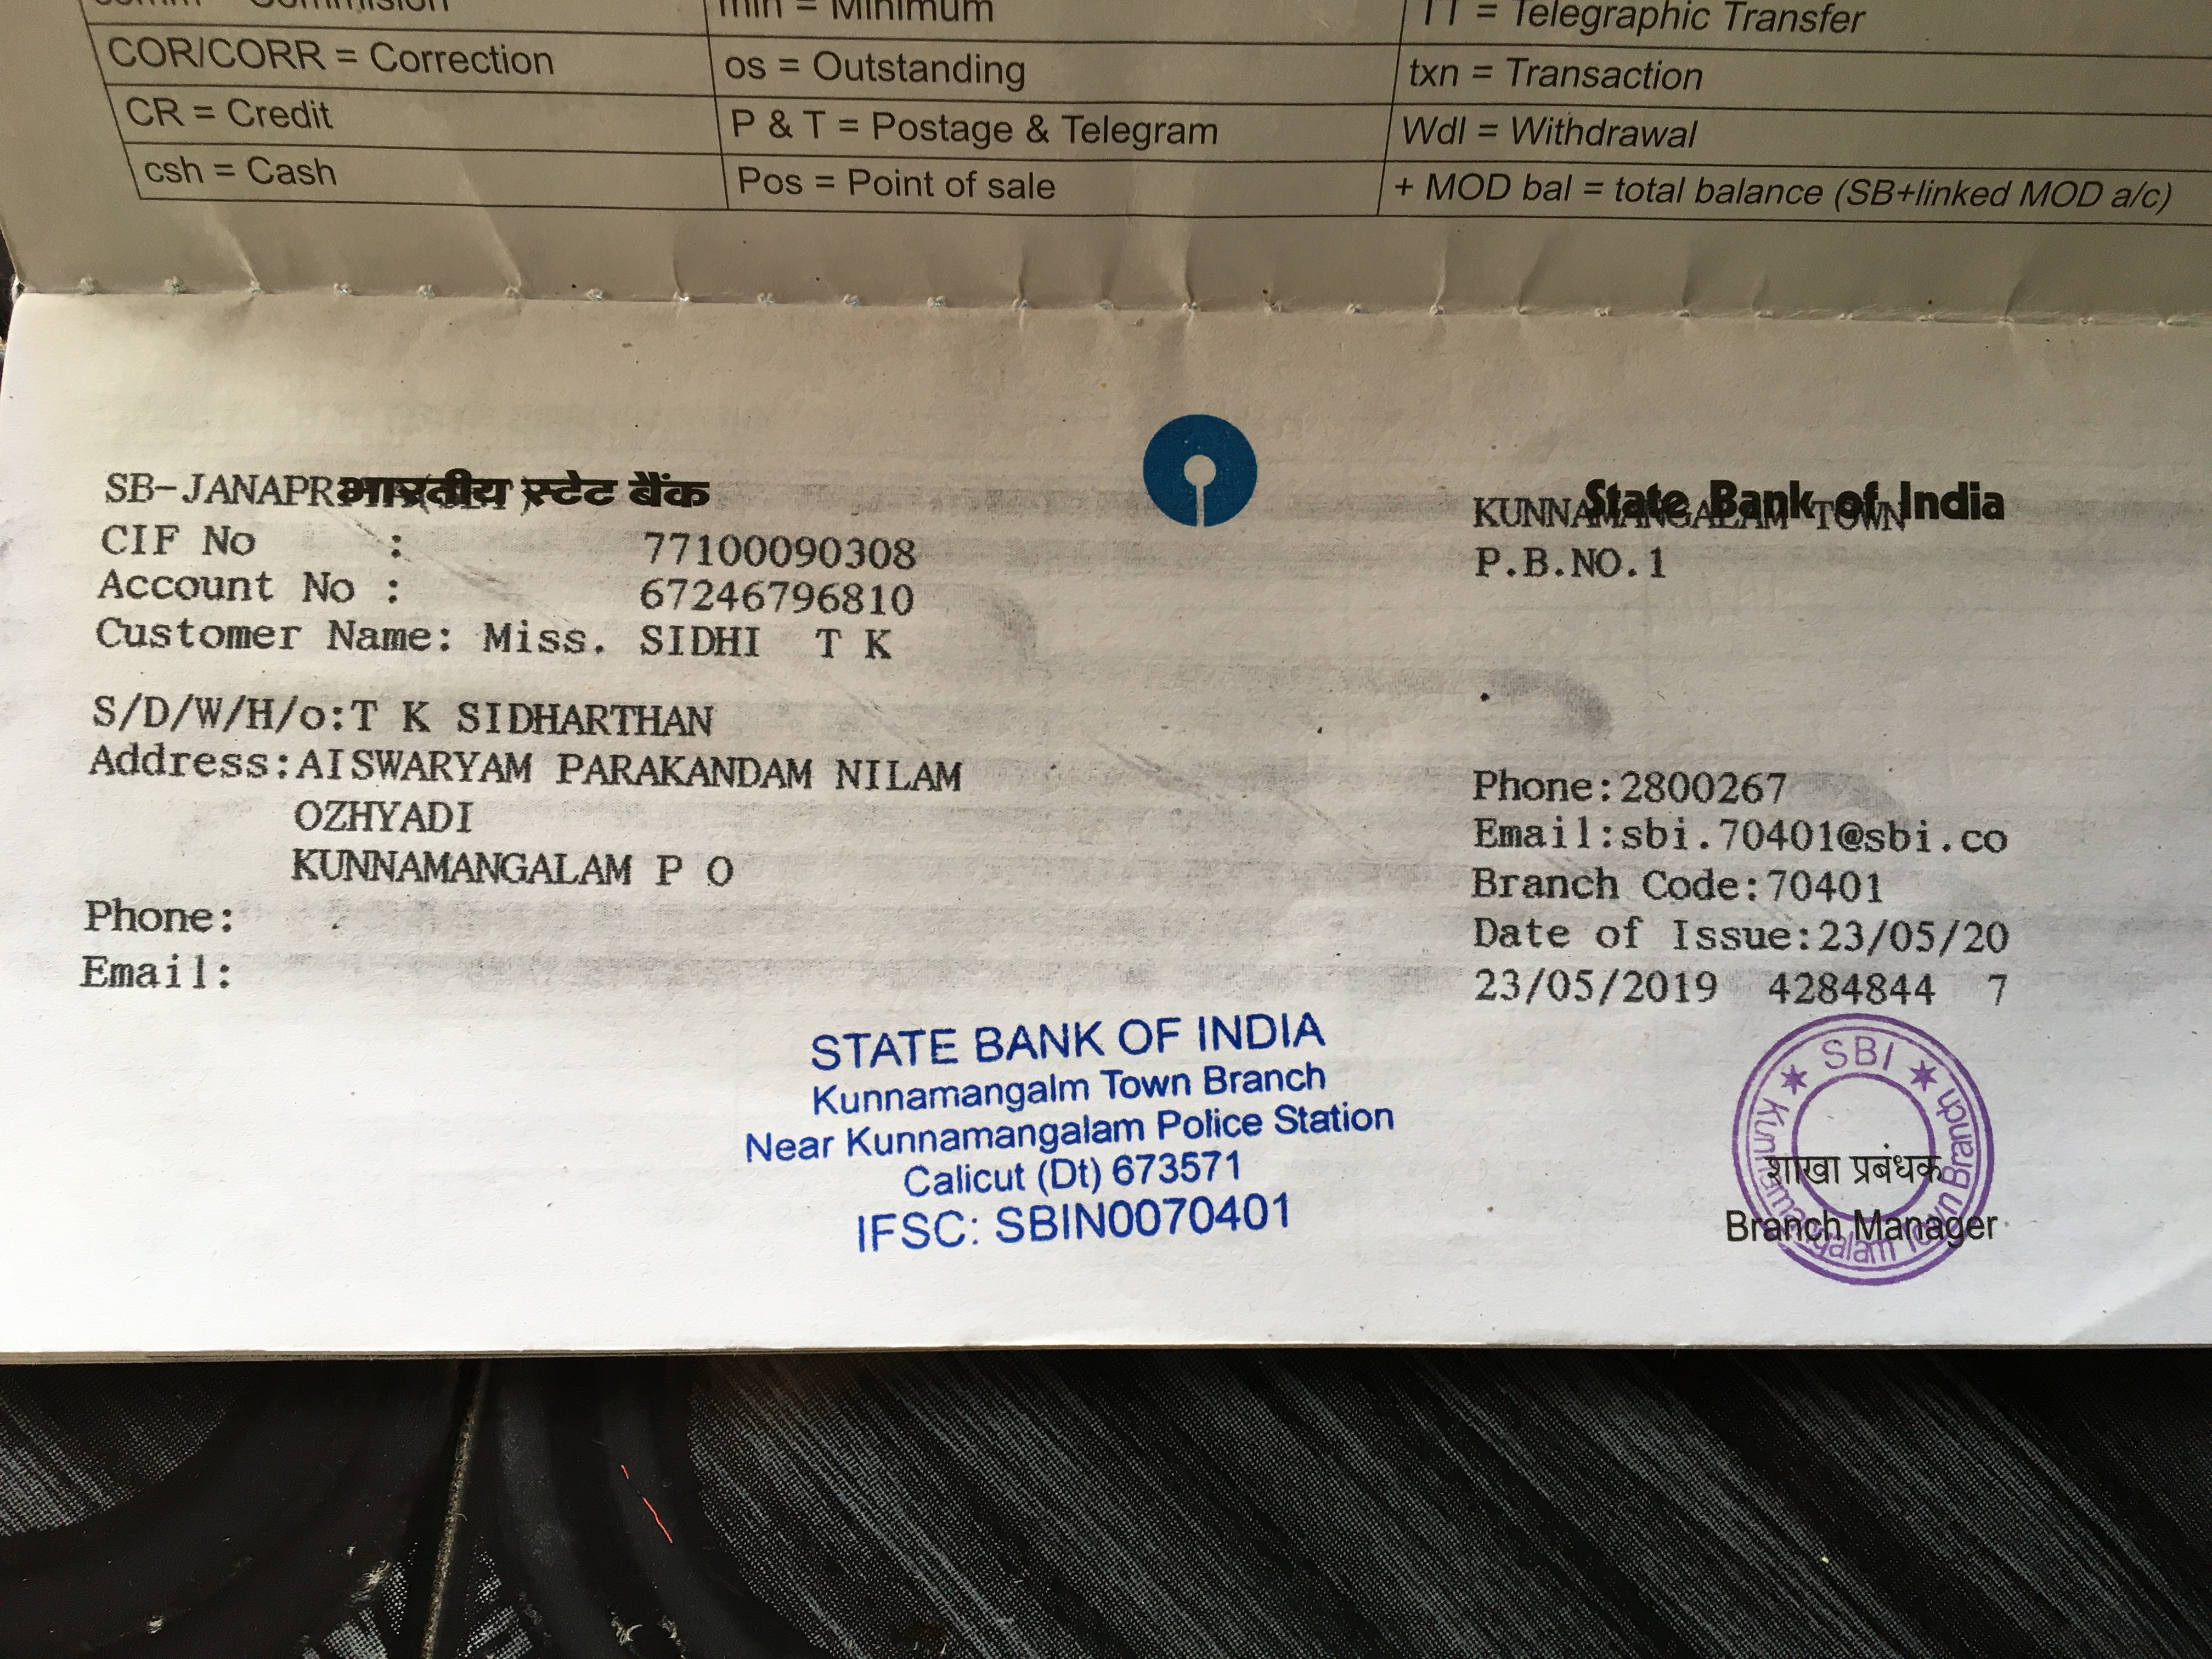 COR/CORR = Correction
os = Outstanding
txn = Transaction
CR = Credit
P & T = Postage & Telegram
Wdl = Withdrawal
csh = Cash
Pos = Point of sale
+ MOD bal = total balance (SB+linked MOD a/c)
= Minimum
= Telegraphic Transfer
भारतीय स्टेट बैंक
State Bank of India
SB-JANAPR
KUNNAMANGALAM TOWN
CIF No : 77100990308
P.B.NO.1
Account No : 67246796810
Customer Name: Miss. SIDHI T K
S/D/W/H/o:T K SIDHARTHAN
Address:AISWARYAM PARAKANDAM NILAM
Phone:2800267
OZHYADI
Email:sbi.70401@sbi.co
KUNNAMANGALAM P O
Branch Code:70401
Phone:
Date of Issue:23/05/20
Email:
23/05/2019 4284844 7
STATE BANK OF INDIA
Kunnamangalm Town Branch
Near Kunnamangalam Police Station
Calicut (Dt) 673571
IFSC: SBIN0070401
SBI
Kunnamangalam Town Branch
शाखा प्रबंधक
Branch Manager